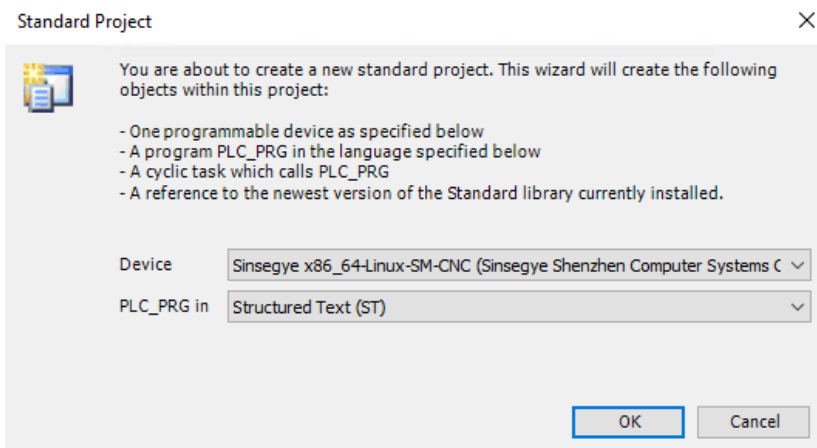 Standard Project
You are about to create a new standard project. This wizard will create the following
objects within this project:
- One programmable device as specified below
- A program PLC_PRG in the language specified below
- A cyclic task which calls PLC_PRG
- A reference to the newest version of the Standard library currently installed.
Device
Sinsegye x86_64-Linux-SM-CNC (Sinsegye Shenzhen Computer Systems C
PLC_PRG in
Structured Text (ST)
OK
Cancel